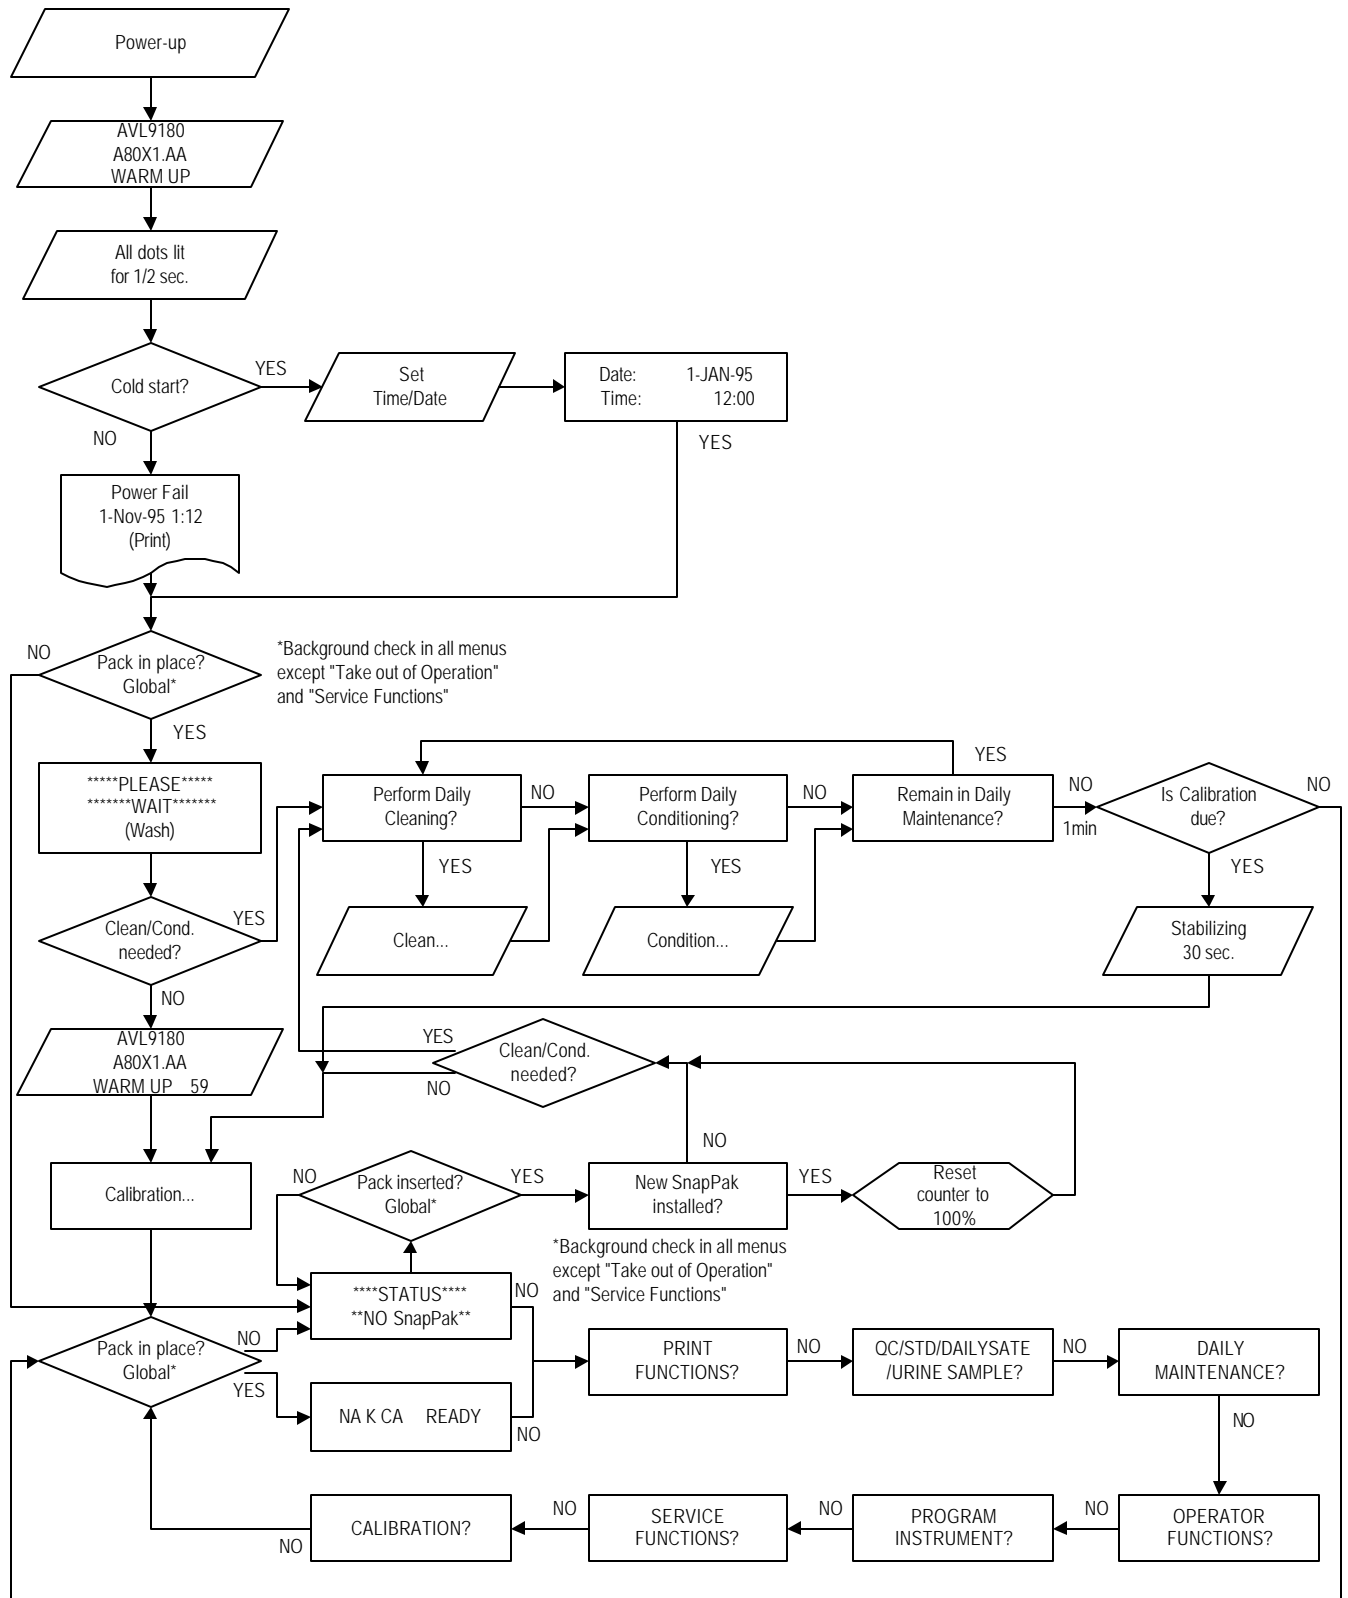 Power-up
AVL9180
A80X1.AA
WARM UP
All dots lit
for 1/2 sec.
Cold start?
YES
Set
Time/Date
Date: 1-JAN-95
Time: 12:00
YES
NO
Power Fail
1-Nov-95 1:12
(Print)
NO
Pack in place?
Global*
*Background check in all menus
except "Take out of Operation"
and "Service Functions"
YES
*****PLEASE*****
*******WAIT*******
(Wash)
Clean/Cond.
needed?
YES
NO
Perform Daily
Cleaning?
NO
YES
Clean...
Perform Daily
Conditioning?
NO
YES
Condition...
Remain in Daily
Maintenance?
YES
NO
1min
Is Calibration
due?
NO
YES
Stabilizing
30 sec.
AVL9180
A80X1.AA
WARM UP 59
YES
Clean/Cond.
needed?
NO
Calibration...
NO
Pack inserted?
Global*
YES
NO
New SnapPak
installed?
YES
Reset
counter to
100%
*Background check in all menus
except "Take out of Operation"
and "Service Functions"
****STATUS****
**NO SnapPak**
NO
Pack in place?
Global*
NO
YES
NA K CA READY
NO
PRINT
FUNCTIONS?
NO
QC/STD/DAILYSATE
/URINE SAMPLE?
NO
DAILY
MAINTENANCE?
NO
OPERATOR
FUNCTIONS?
NO
PROGRAM
INSTRUMENT?
NO
SERVICE
FUNCTIONS?
NO
CALIBRATION?
NO